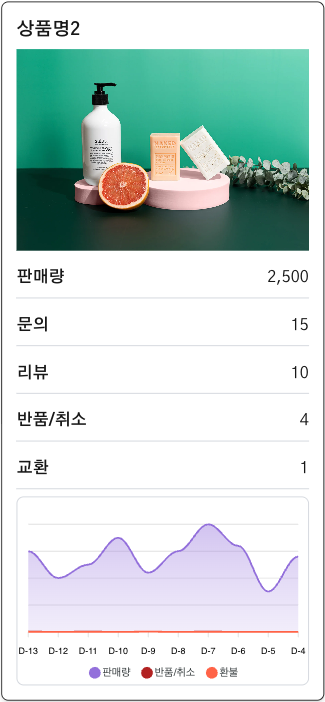 상품명2
NAKED
판매량 2,500
문의 15
리뷰 10
반품/취소 4
교환 1
D-13 D-12 D-11 D-10 D-9 D-8 D-7 D-6 D-5 D-4
판매량 반품/취소 환불